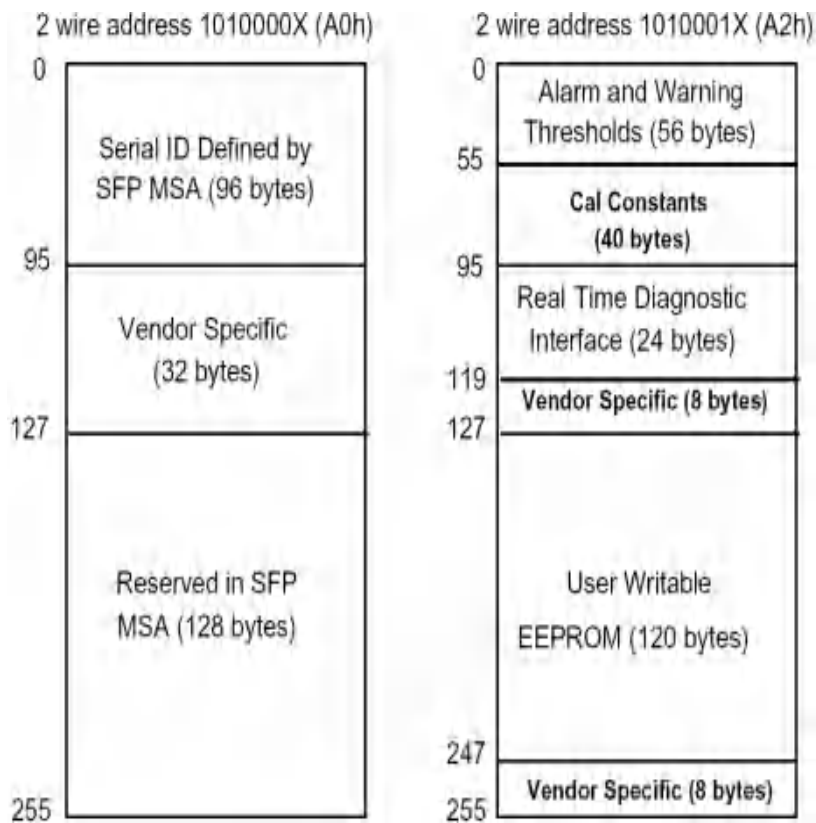 2 wire address 1010000X (A0h)
0
Serial ID Defined by
SFP MSA (96 bytes)
95
Vendor Specific
(32 bytes)
127
Reserved in SFP
MSA (128 bytes)
255
2 wire address 1010001X (A2h)
0
Alarm and Warning
Thresholds (56 bytes)
55
Cal Constants
(40 bytes)
95
Real Time Diagnostic
Interface (24 bytes)
119
Vendor Specific (8 bytes)
127
User Writable
EEPROM (120 bytes)
247
Vendor Specific (8 bytes)
255